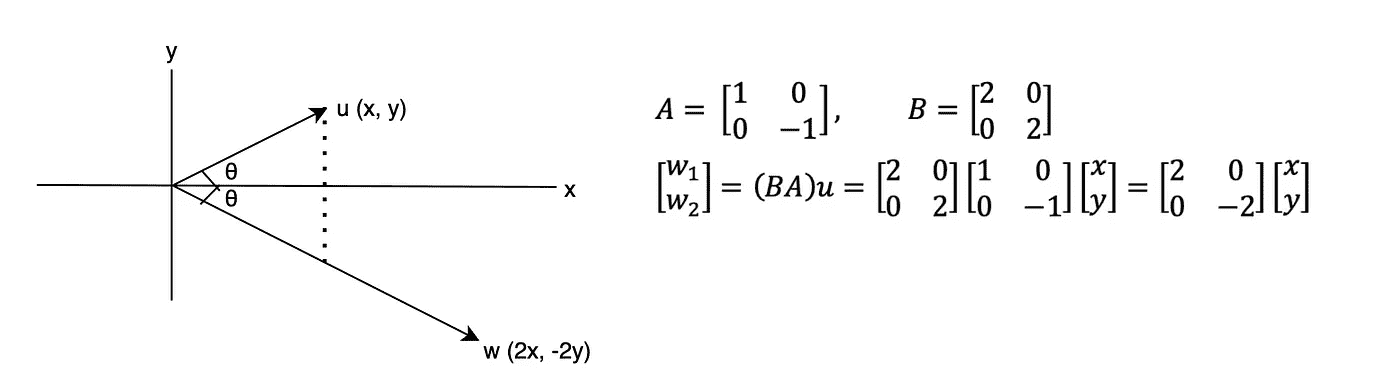 y
u (x, y)
θ
θ
x
w (2x, -2y)
A = [1 0
0 −1], B = [2 0
0 2]
[w₁
w₂] = (BA)u = [2 0
0 2] [1 0
0 −1] [x
y] = [2 0
0 −2] [x
y]